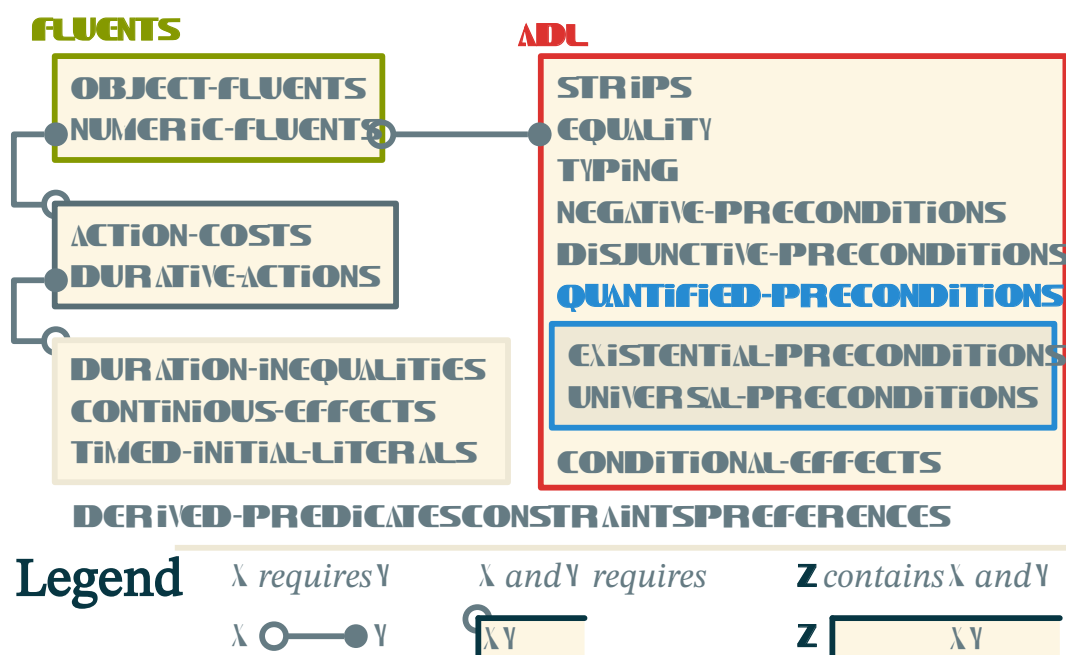 FLUENTS
OBJECT-FLUENTS
NUMERiC-FLUENTS
ACTiON-COSTS
DURATiVE-ACTiONS
DURATiON-iNEQUALiTiES
CONTiNiOUS-EFFECTS
TiMED-iNiTiAL-LiTERALS
ADL
STRiPS
EQUALiTY
TYPiNG
NEGATiVE-PRECONDiTiONS
DiSJUNCTiVE-PRECONDiTiONS
QUANTiFiED-PRECONDiTiONS
EXiSTENTiAL-PRECONDiTiONS
UNiVERSAL-PRECONDiTiONS
CONDiTiONAL-EFFECTS
DERiVED-PREDiCATESCONSTRAiNTSPREFERENCES
Legend
X requires Y
X and Y requires
Z contains X and Y
X Y
X Y
Z X Y